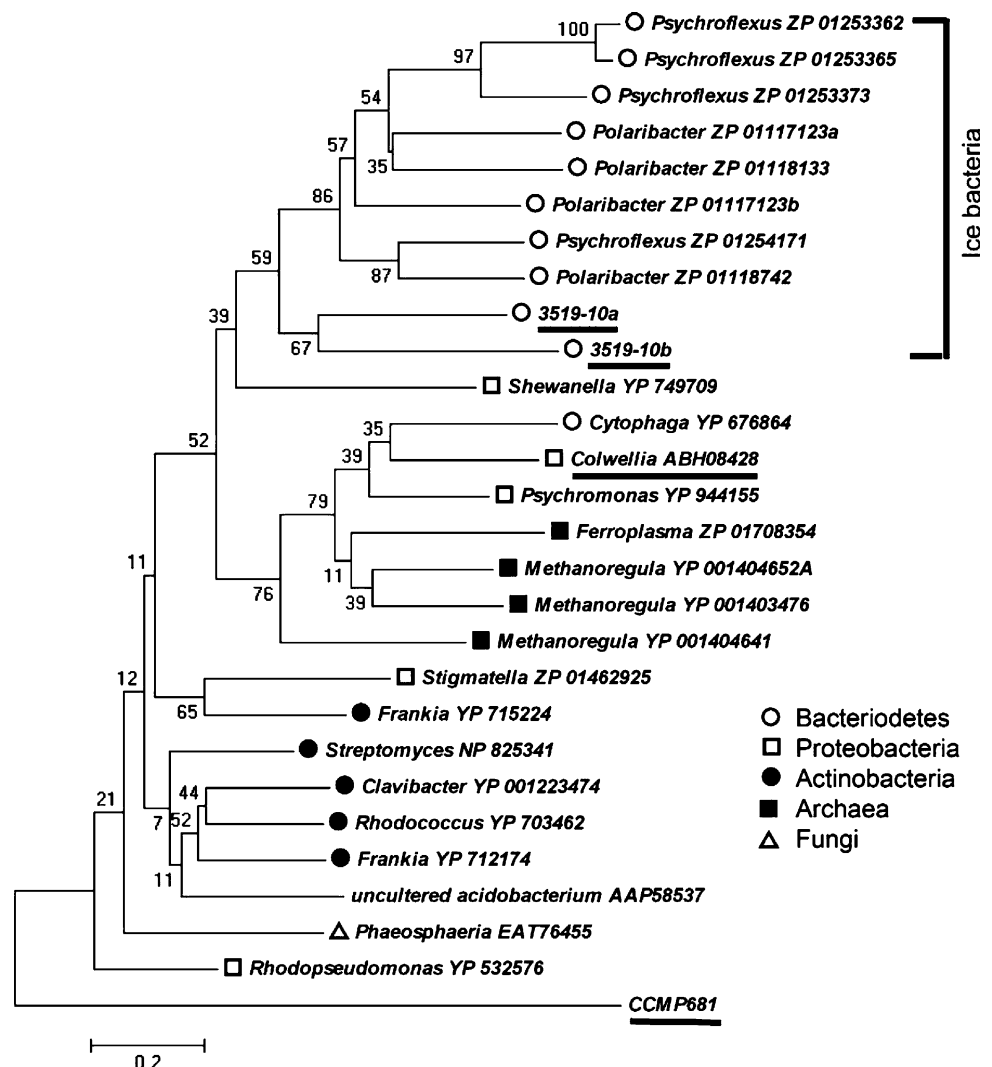 100
Psychroflexus ZP 01253362
97
Psychroflexus ZP 01253365
54
Psychroflexus ZP 01253373
Polaribacter ZP 01117123a
57
35
Polaribacter ZP 01118133
86
Polaribacter ZP 01117123b
Ice bacteria
59
Psychroflexus ZP 01254171
87
Polaribacter ZP 01118742
39
3519-10a
67
3519-10b
Shewanella YP 749709
52
35
Cytophaga YP 676864
39
Colwellia ABH08428
79
Psychromonas YP 944155
Ferroplasma ZP 01708354
11
11
Methanoregula YP 001404652A
76
39
Methanoregula YP 001403476
Methanoregula YP 001404641
12
Stigmatella ZP 01462925
65
Frankia YP 715224
Streptomyces NP 825341
21
44
Clavibacter YP 001223474
7
52
Rhodococcus YP 703462
11
Frankia YP 712174
uncultered acidobacterium AAP58537
Phaeosphaeria EAT76455
Rhodopseudomonas YP 532576
CCMP681
Bacteriodetes
Proteobacteria
Actinobacteria
Archaea
Fungi
0.2